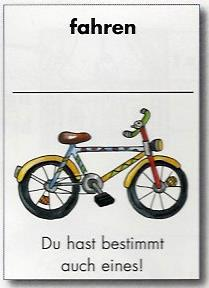 fahren
Du hast bestimmt
auch eines!